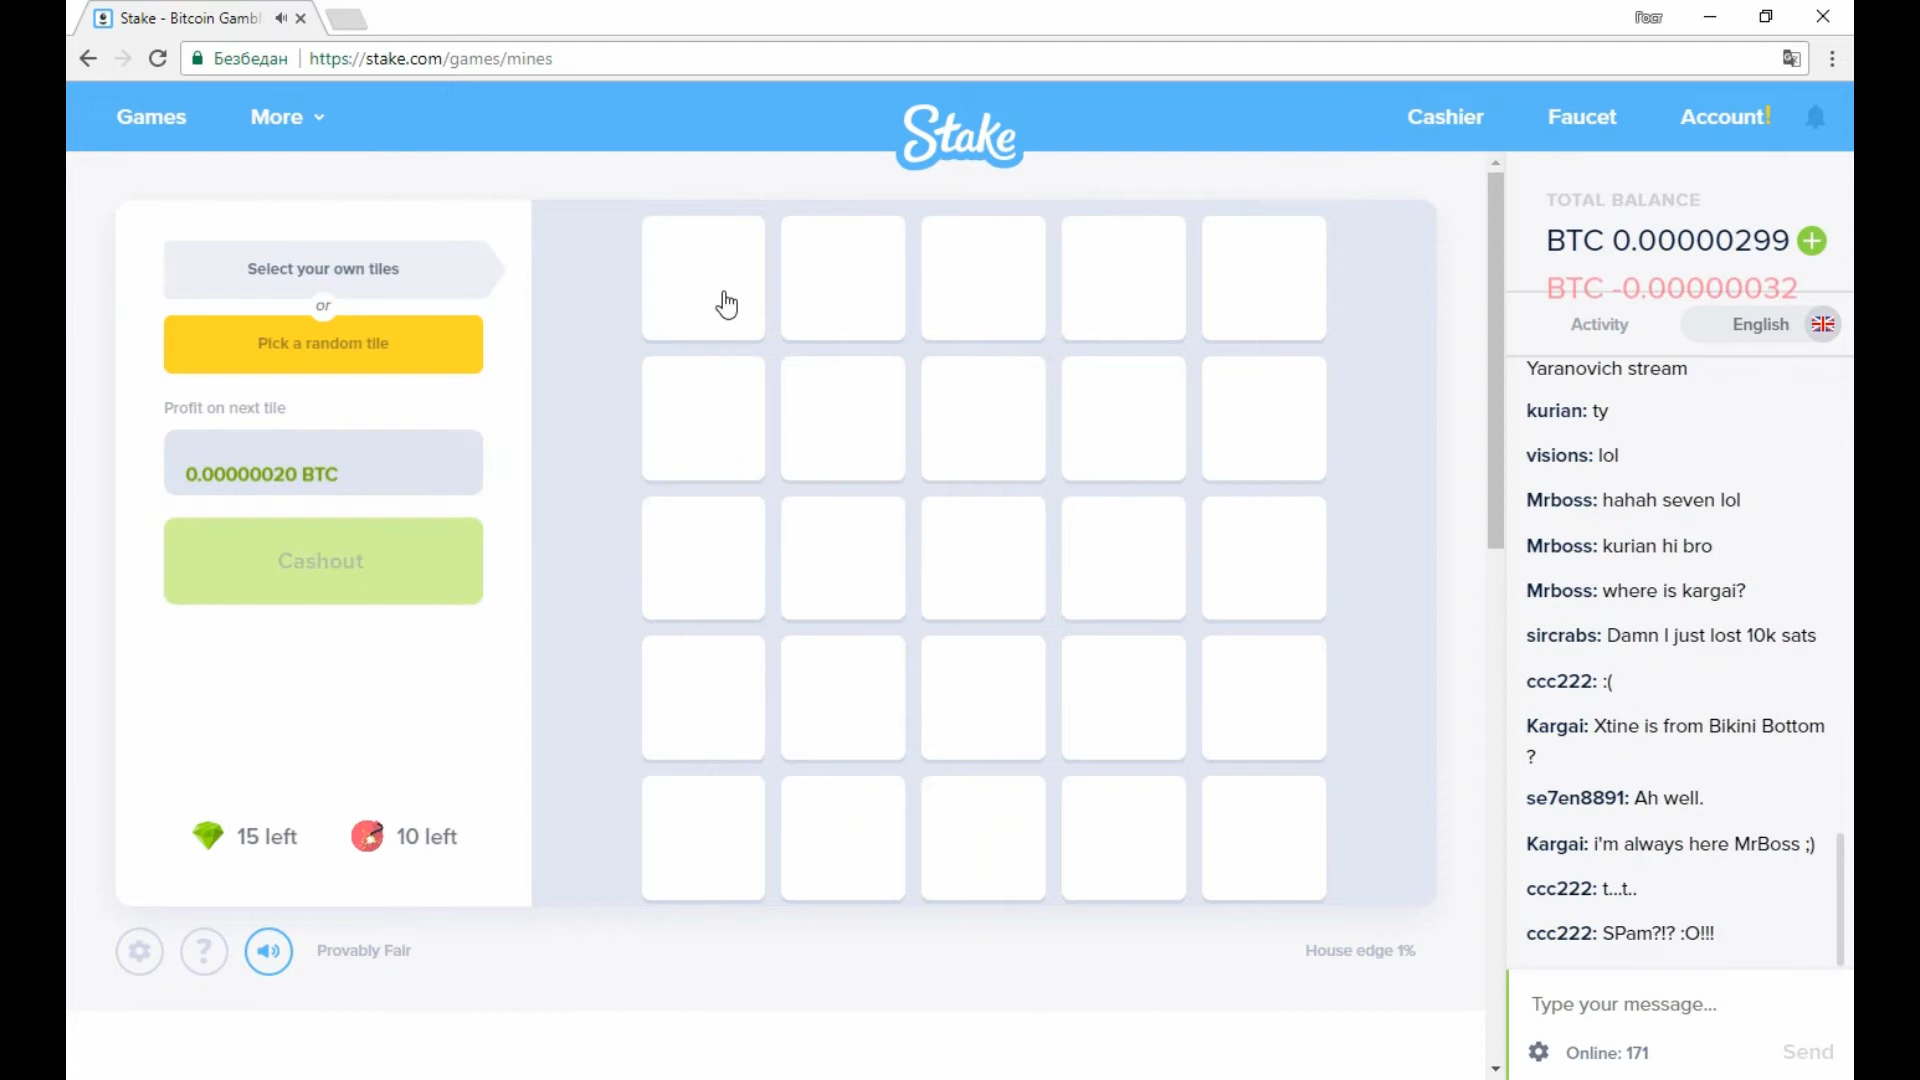 Stake - Bitcoin Gambl
Гост
Безбедан
https://stake.com/games/mines
Games
More
Stake
Cashier
Faucet
Account!
Select your own tiles
or
Pick a random tile
Profit on next tile
0.00000020 BTC
Cashout
15 left
10 left
?
Provably Fair
House edge 1%
TOTAL BALANCE
BTC 0.00000299
BTC -0.00000032
Activity
English
Yaranovich stream
kurian: ty
visions: lol
Mrboss: hahah seven lol
Mrboss: kurian hi bro
Mrboss: where is kargai?
sircrabs: Damn I just lost 10k sats
ccc222: :(
Kargai: Xtine is from Bikini Bottom
?
se7en8891: Ah well.
Kargai: i'm always here MrBoss ;)
ccc222: t...t..
ccc222: SPam?!? :O!!!
Type your message...
Online: 171
Send